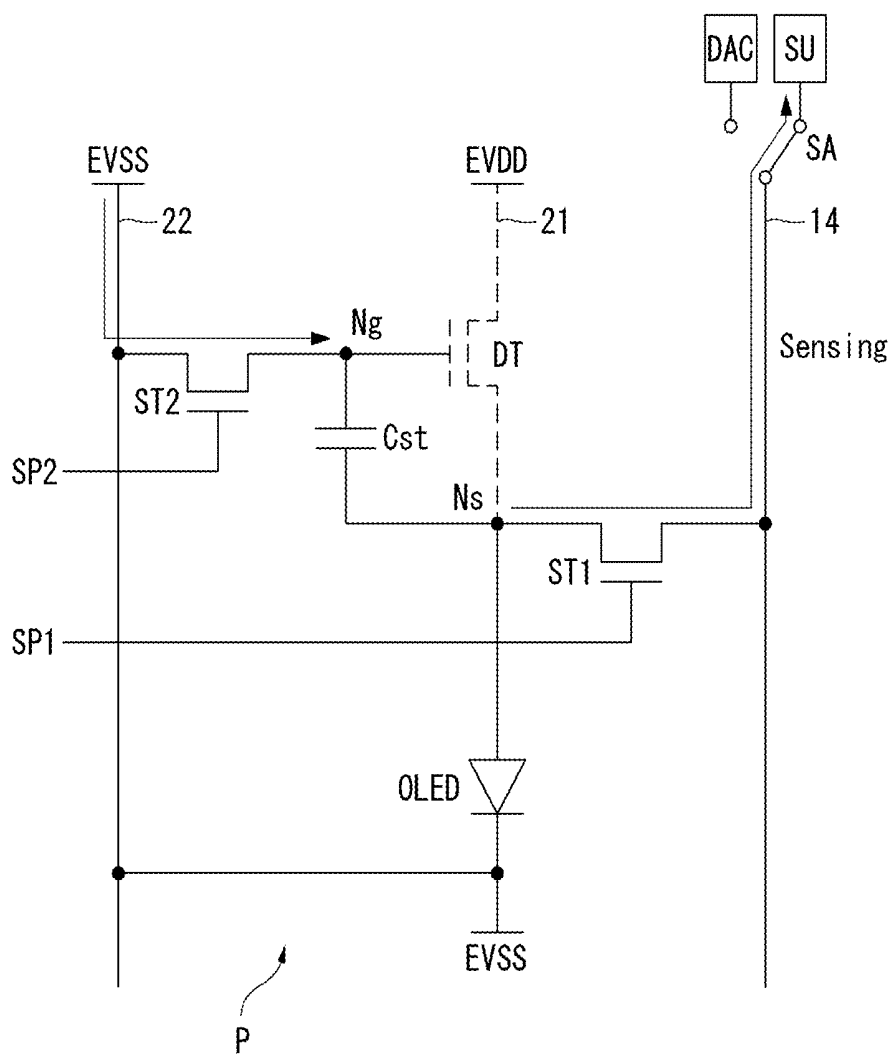 DAC SU
SA
EVSS EVDD
22 21 14
Ng
DT Sensing
ST2
Cst
SP2
Ns
ST1
SP1
OLED
EVSS
P